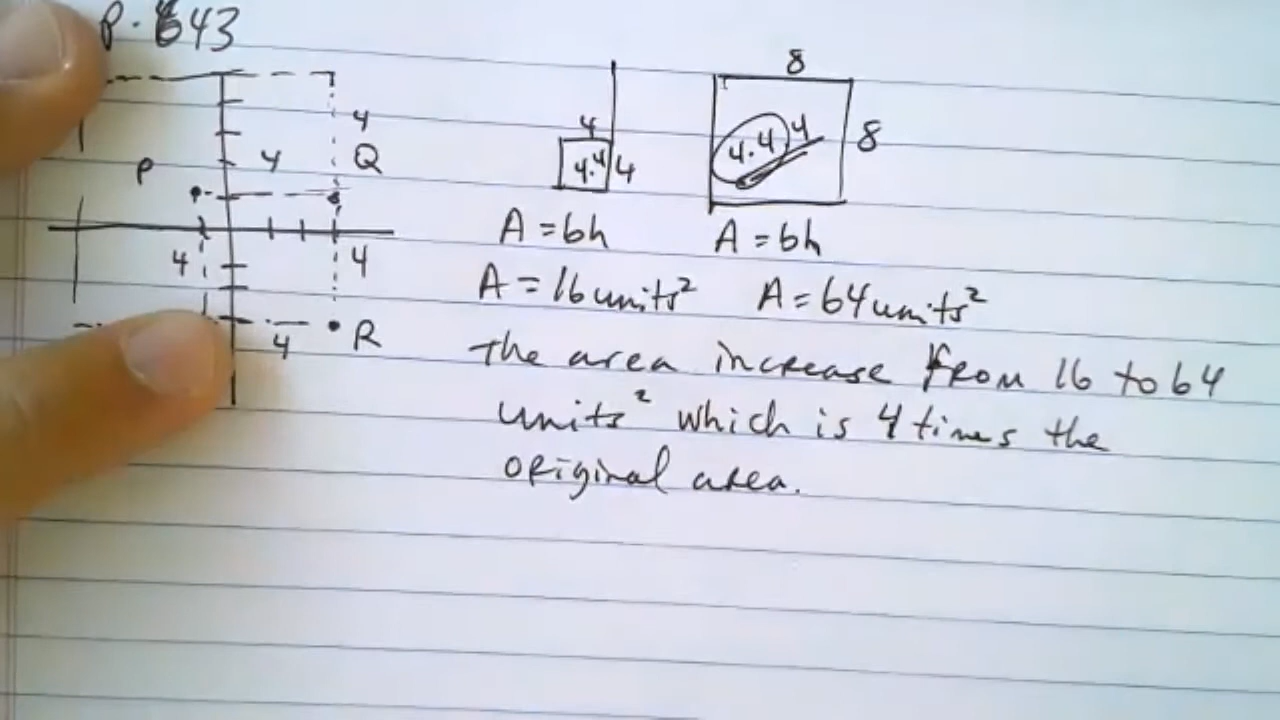 P. 643
4
P
4
Q
4
4
4
R
4
4.4
4
8
4.4
4
8
A = bh
A = bh
A = 16 units²
A = 64 units²
The area increase from 16 to 64
units² which is 4 times the
original area.